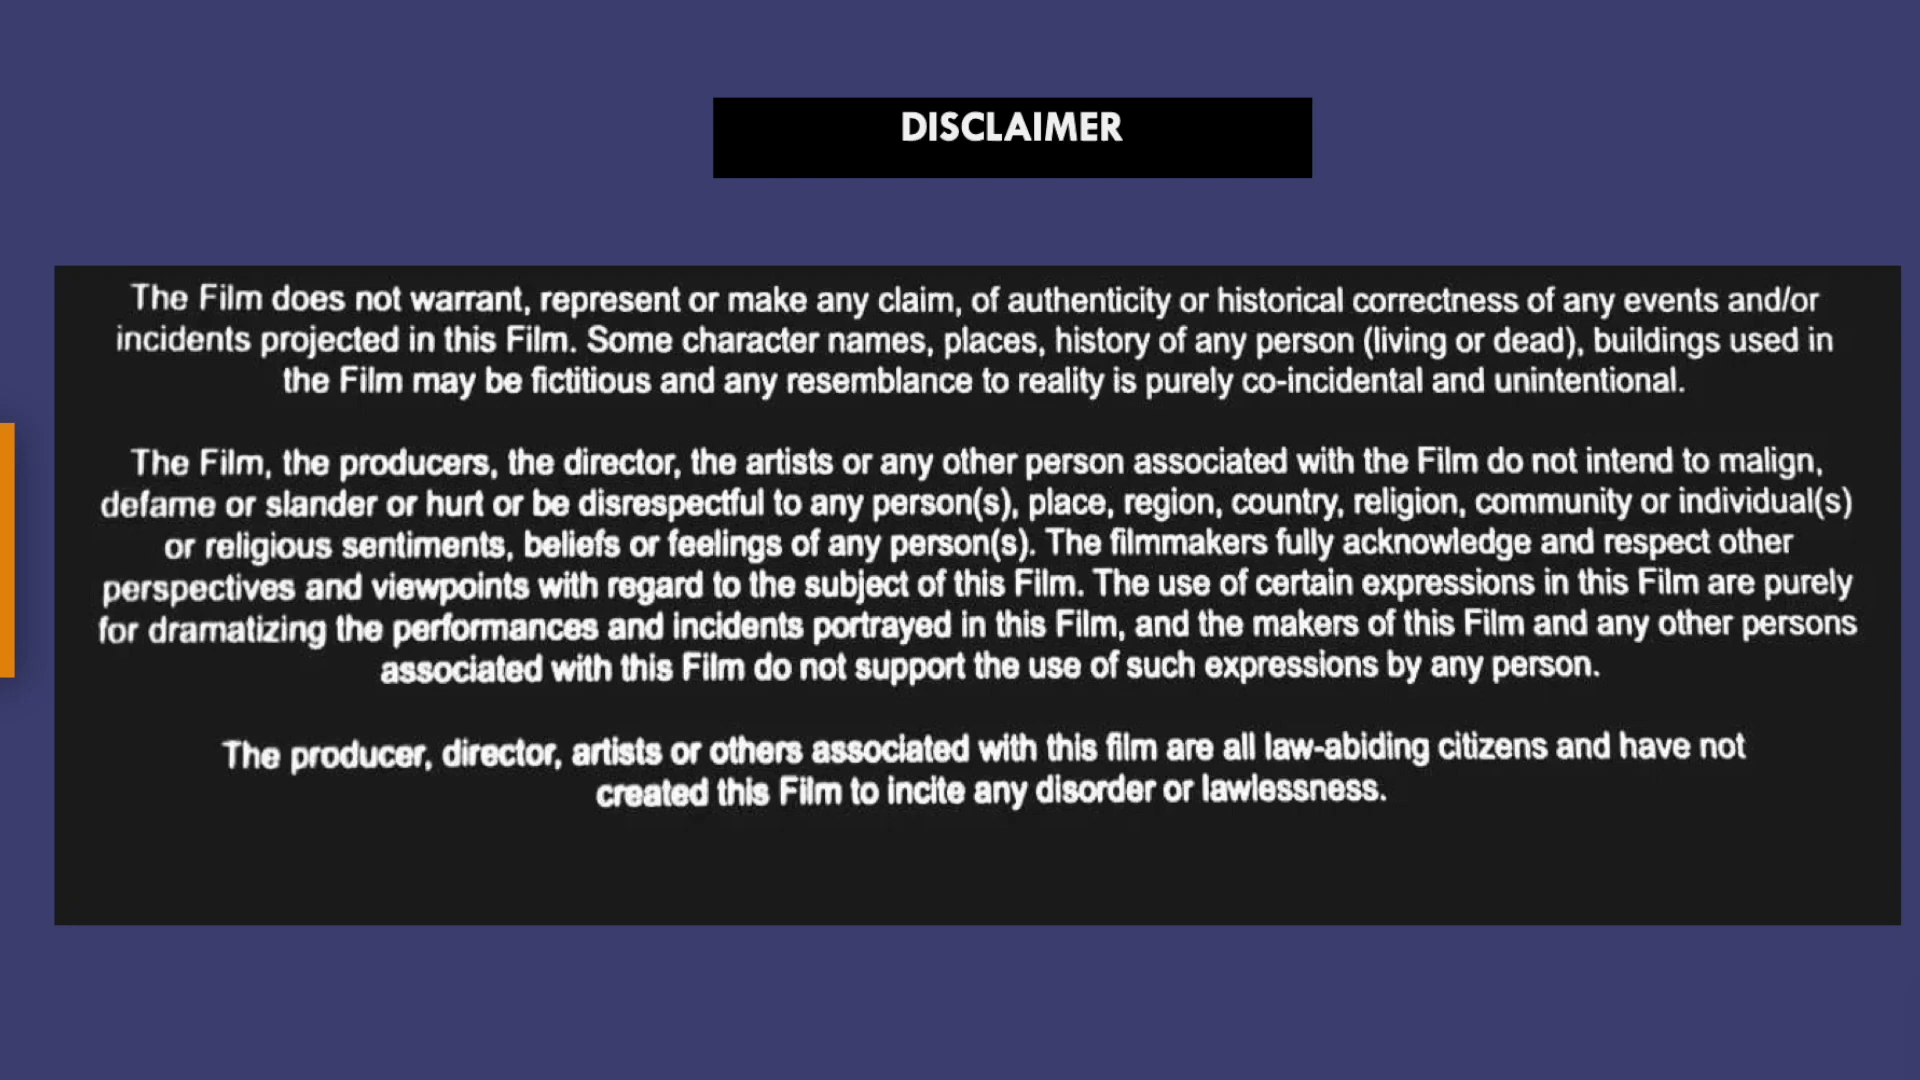 DISCLAIMER
The Film does not warrant, represent or make any claim, of authenticity or historical correctness of any events and/or
incidents projected in this Film. Some character names, places, history of any person (living or dead), buildings used in
the Film may be fictitious and any resemblance to reality is purely co-incidental and unintentional.
The Film, the producers, the director, the artists or any other person associated with the Film do not intend to malign,
defame or slander or hurt or be disrespectful to any person(s), place, region, country, religion, community or individual(s)
or religious sentiments, beliefs or feelings of any person(s). The filmmakers fully acknowledge and respect other
perspectives and viewpoints with regard to the subject of this Film. The use of certain expressions in this Film are purely
for dramatizing the performances and incidents portrayed in this Film, and the makers of this Film and any other persons
associated with this Film do not support the use of such expressions by any person.
The producer, director, artists or others associated with this film are all law-abiding citizens and have not
created this Film to incite any disorder or lawlessness.